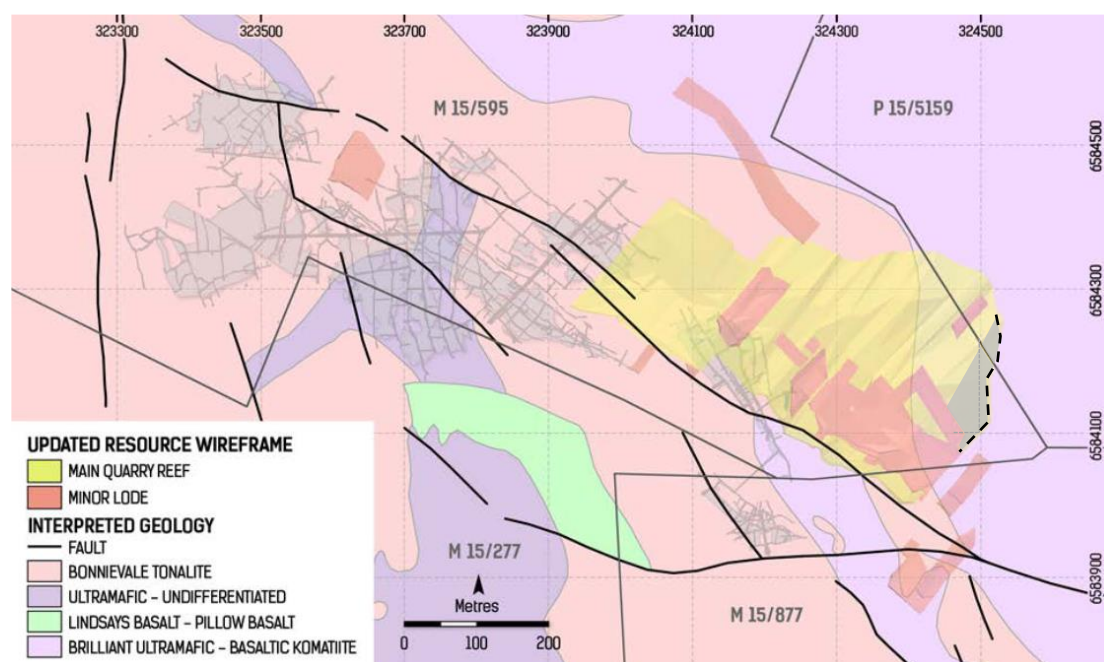 323300 323500 323700 323900 324100 324300 324500
M 15/595
P 15/5159
6584500
6584300
6584100
6583900
UPDATED RESOURCE WIREFRAME
MAIN QUARRY REEF
MINOR LODE
INTERPRETED GEOLOGY
FAULT
BONNIEVALE TONALITE
ULTRAMAFIC – UNDIFFERENTIATED
LINDSAYS BASALT – PILLOW BASALT
BRILLIANT ULTRAMAFIC – BASALTIC KOMATIITE
M 15/277
Metres
0 100 200
M 15/877